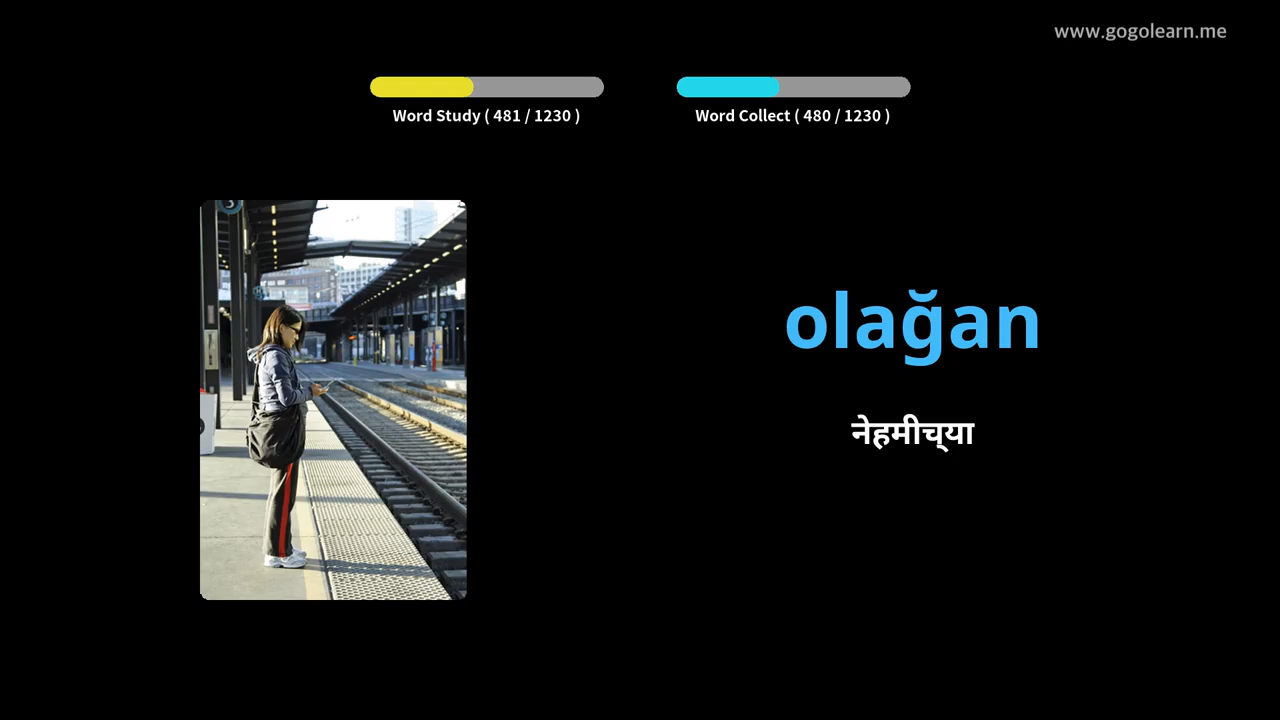 www.gogolearn.me
Word Study ( 481 / 1230 )
Word Collect ( 480 / 1230 )
olağan
नेहमीच्या